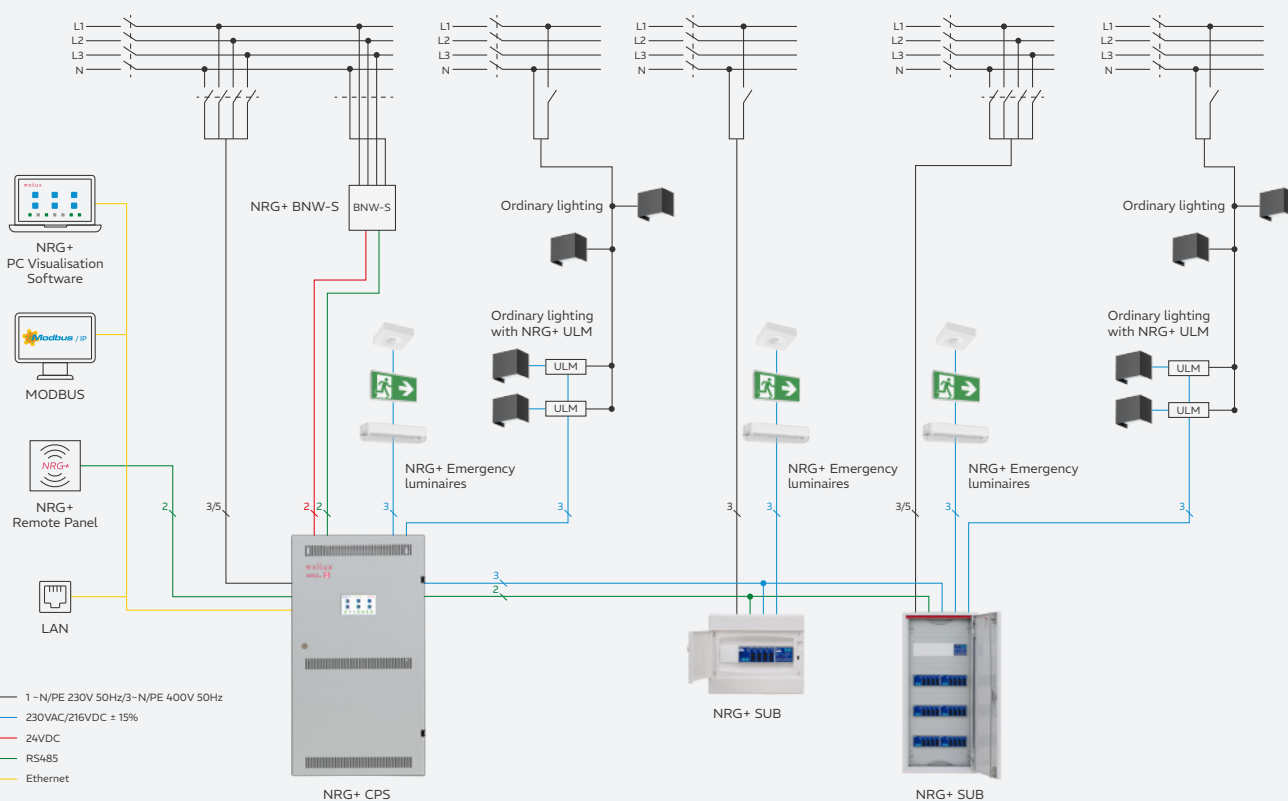 L1
L2
L3
N
L1
L2
L3
N
L1
L2
L3
N
L1
L2
L3
N
L1
L2
L3
N
exilux
NRG+
PC Visualisation
Software
NRG+ BNW-S
BNW-S
Ordinary lighting
Ordinary lighting
Modbus / IP
MODBUS
Ordinary lighting
with NRG+ ULM
ULM
ULM
Ordinary lighting
with NRG+ ULM
ULM
ULM
NRG+
NRG+
Remote Panel
NRG+ Emergency
luminaires
NRG+ Emergency
luminaires
NRG+ Emergency
luminaires
2
3/5
2
2
3
3
3
3
3/5
3
3
exilux
3
2
LAN
NRG+ SUB
1 ~N/PE 230V 50Hz/3~N/PE 400V 50Hz
230VAC/216VDC ± 15%
24VDC
RS485
Ethernet
NRG+ CPS
NRG+ SUB